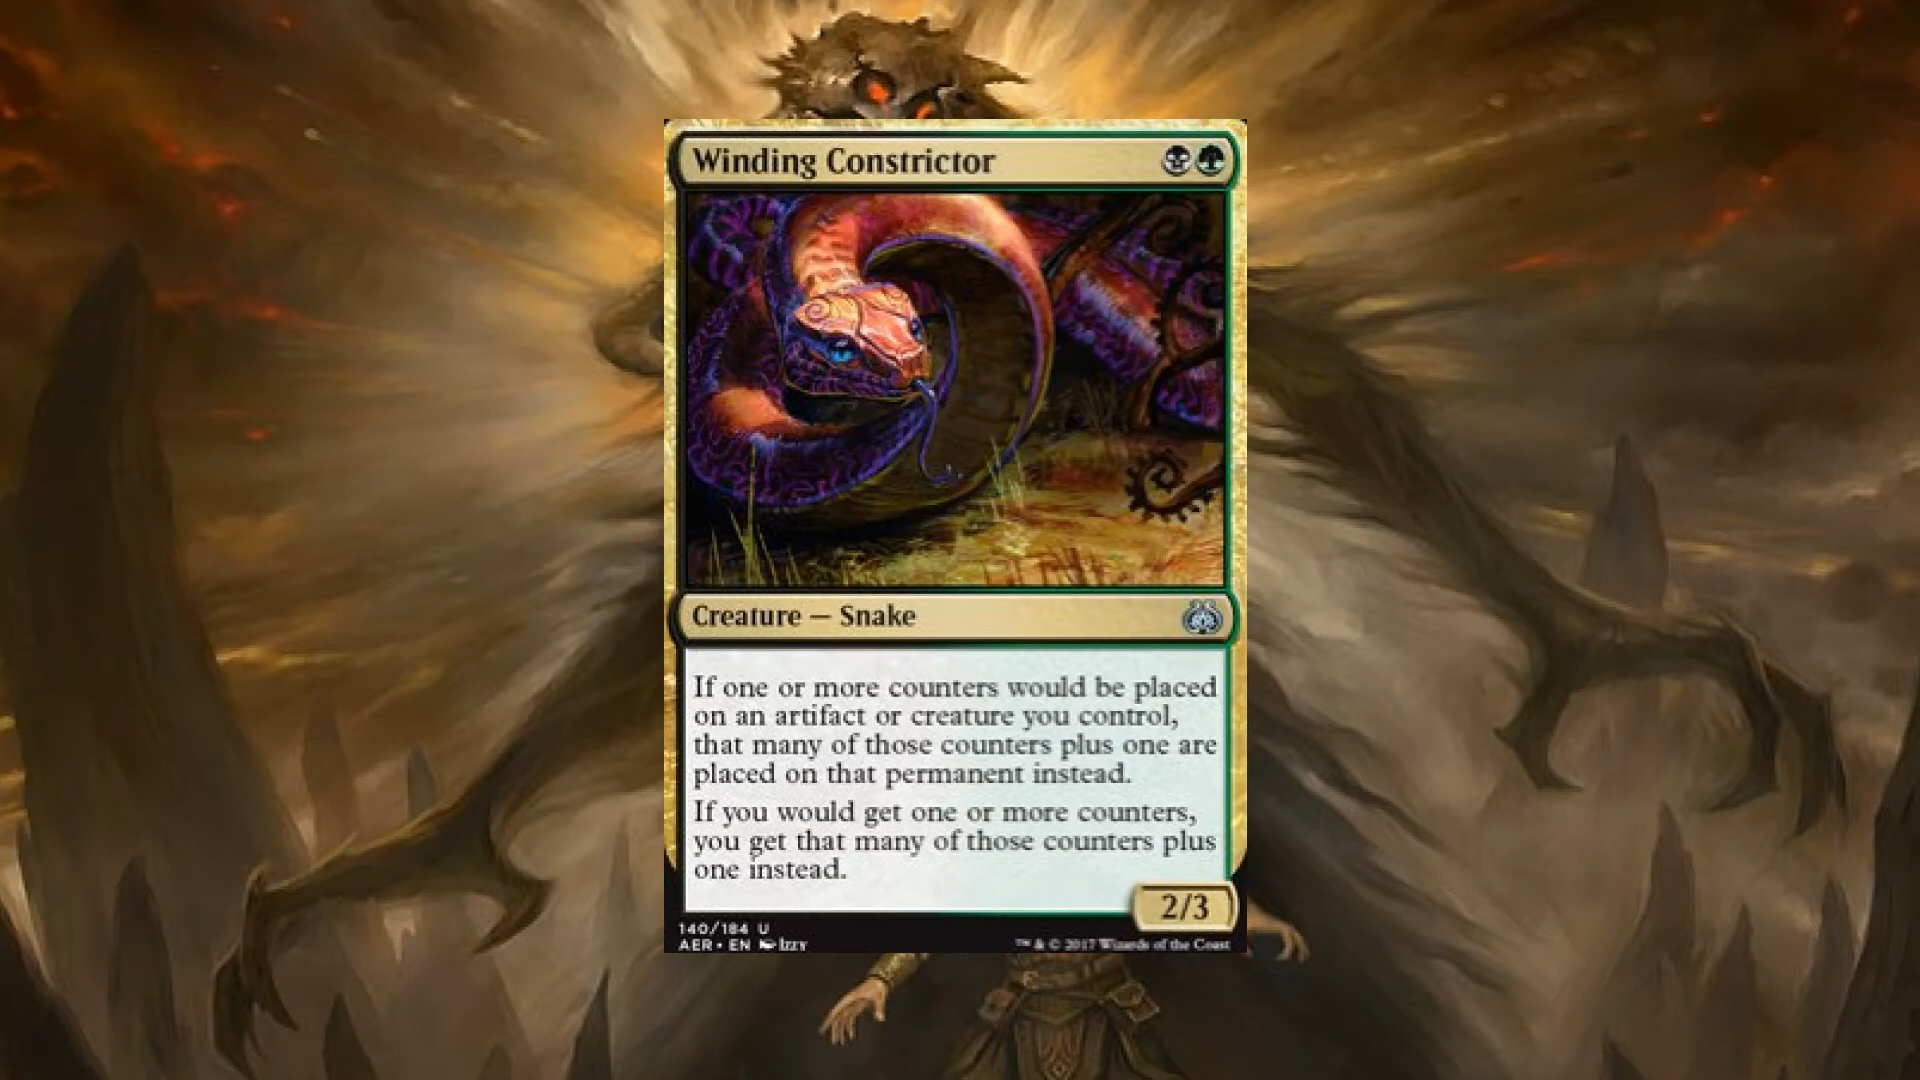 Winding Constrictor
Creature — Snake
If one or more counters would be placed
on an artifact or creature you control,
that many of those counters plus one are
placed on that permanent instead.
If you would get one or more counters,
you get that many of those counters plus
one instead.
2/3
140/184 U
AER • EN Izzy
™ & © 2017 Wizards of the Coast